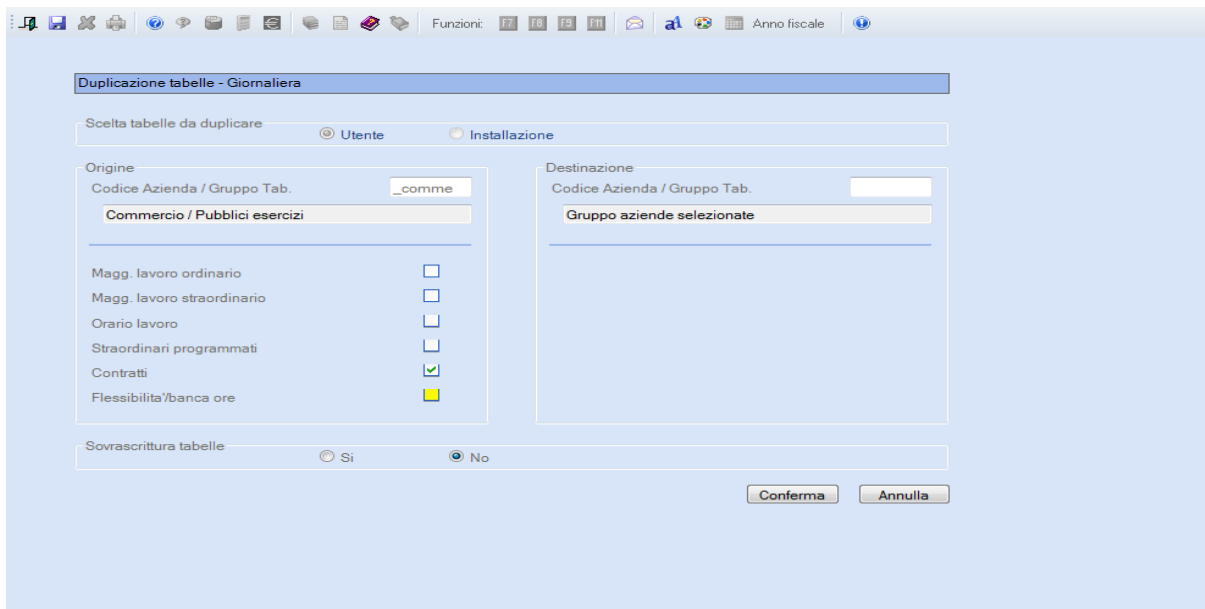 Funzioni: F7 F8 F9 F11 a1 Anno fiscale
Duplicazione tabelle - Giornaliera
Scelta tabelle da duplicare
Utente Installazione
Origine Destinazione
Codice Azienda / Gruppo Tab. _comme Codice Azienda / Gruppo Tab.
Commercio / Pubblici esercizi Gruppo aziende selezionate
Magg. lavoro ordinario
Magg. lavoro straordinario
Orario lavoro
Straordinari programmati
Contratti
Flessibilita'/banca ore
Sovrascrittura tabelle
Si No
Conferma Annulla